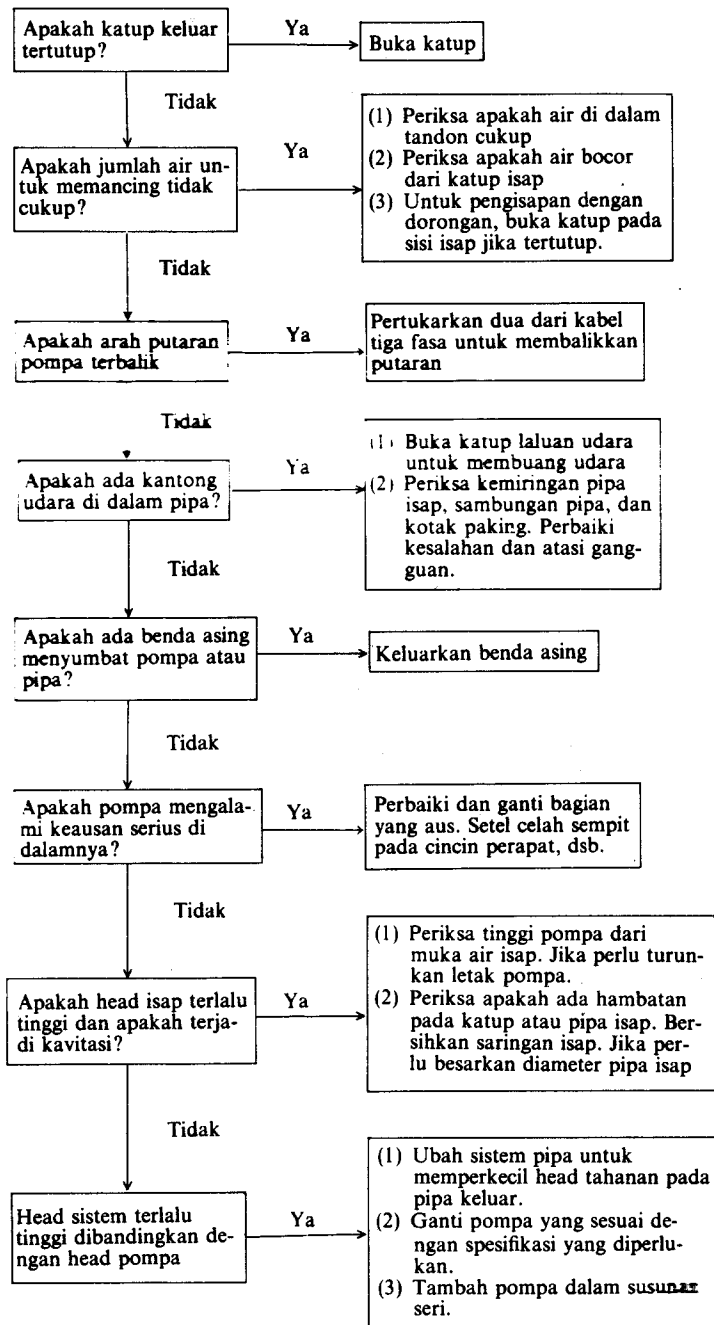 Apakah katup keluar
tertutup?
Ya
Buka katup
Tidak
Apakah jumlah air un-
tuk memancing tidak
cukup?
Ya
(1) Periksa apakah air di dalam
tandon cukup
(2) Periksa apakah air bocor
dari katup isap
(3) Untuk pengisapan dengan
dorongan, buka katup pada
sisi isap jika tertutup.
Tidak
Apakah arah putaran
pompa terbalik
Ya
Pertukarkan dua dari kabel
tiga fasa untuk membalikkan
putaran
Tidak
Apakah ada kantong
udara di dalam pipa?
Ya
(1) Buka katup laluan udara
untuk membuang udara
(2) Periksa kemiringan pipa
isap, sambungan pipa, dan
kotak paking. Perbaiki
kesalahan dan atasi gang-
guan.
Tidak
Apakah ada benda asing
menyumbat pompa atau
pipa?
Ya
Keluarkan benda asing
Tidak
Apakah pompa mengala-
mi keausan serius di
dalamnya?
Ya
Perbaiki dan ganti bagian
yang aus. Setel celah sempit
pada cincin perapat, dsb.
Tidak
Apakah head isap terlalu
tinggi dan apakah terja-
di kavitasi?
Ya
(1) Periksa tinggi pompa dari
muka air isap. Jika perlu turun-
kan letak pompa.
(2) Periksa apakah ada hambatan
pada katup atau pipa isap. Ber-
sihkan saringan isap. Jika per-
lu besarkan diameter pipa isap
Tidak
Head sistem terlalu
tinggi dibandingkan de-
ngan head pompa
Ya
(1) Ubah sistem pipa untuk
memperkecil head tahanan pada
pipa keluar.
(2) Ganti pompa yang sesuai de-
ngan spesifikasi yang diperlu-
kan.
(3) Tambah pompa dalam susunan
seri.